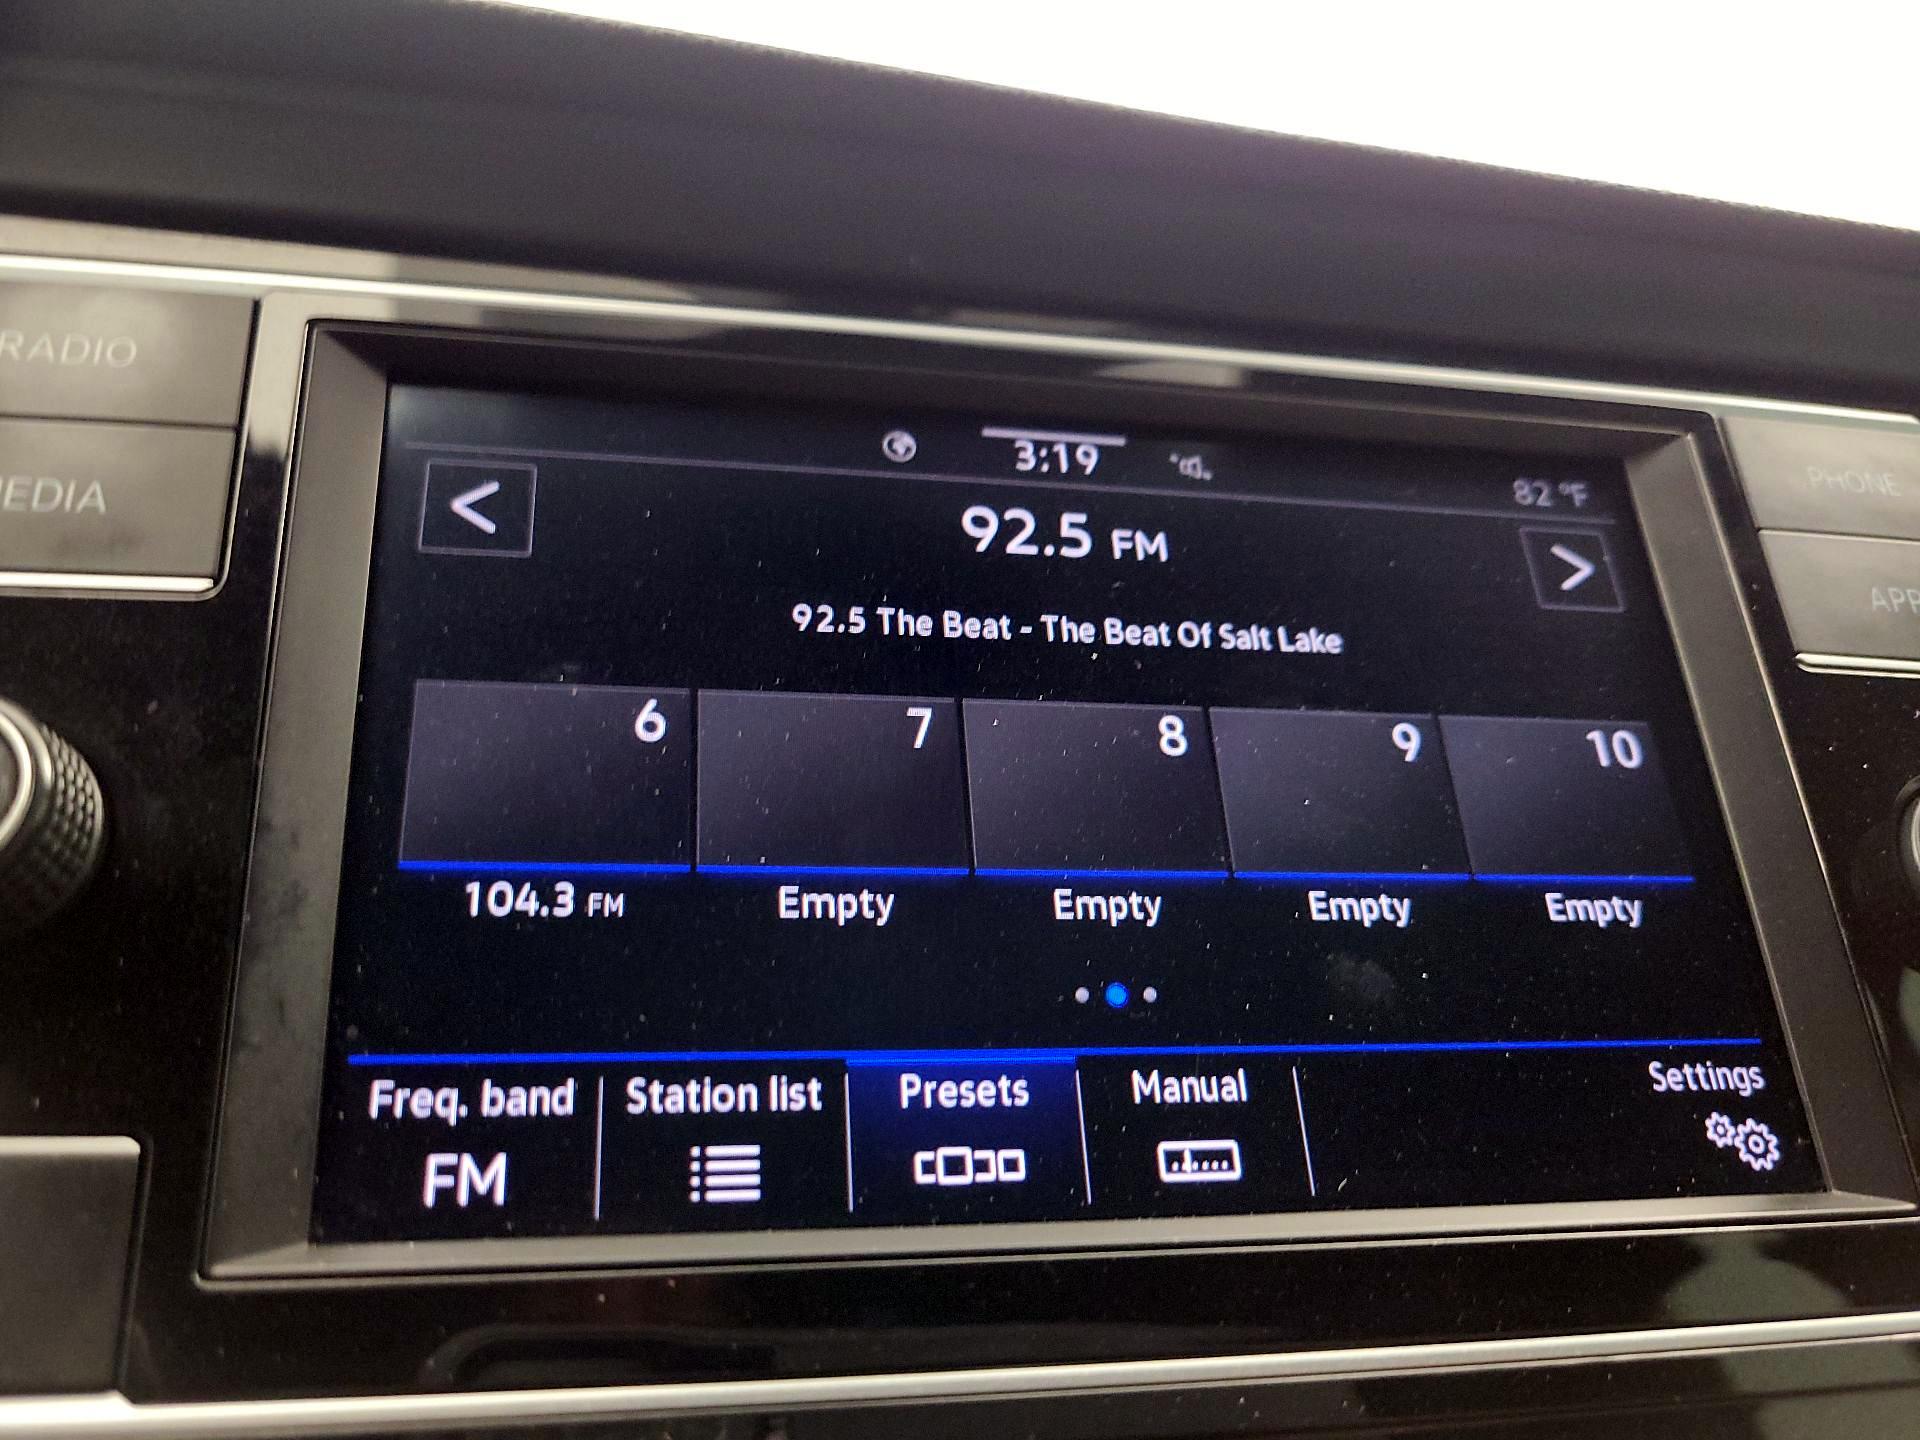 RADIO
MEDIA
PHONE
APP
3:19
82 °F
<
92.5 FM
>
92.5 The Beat - The Beat Of Salt Lake
6 7 8 9 10
104.3 FM Empty Empty Empty Empty
Freq. band Station list Presets Manual Settings
FM